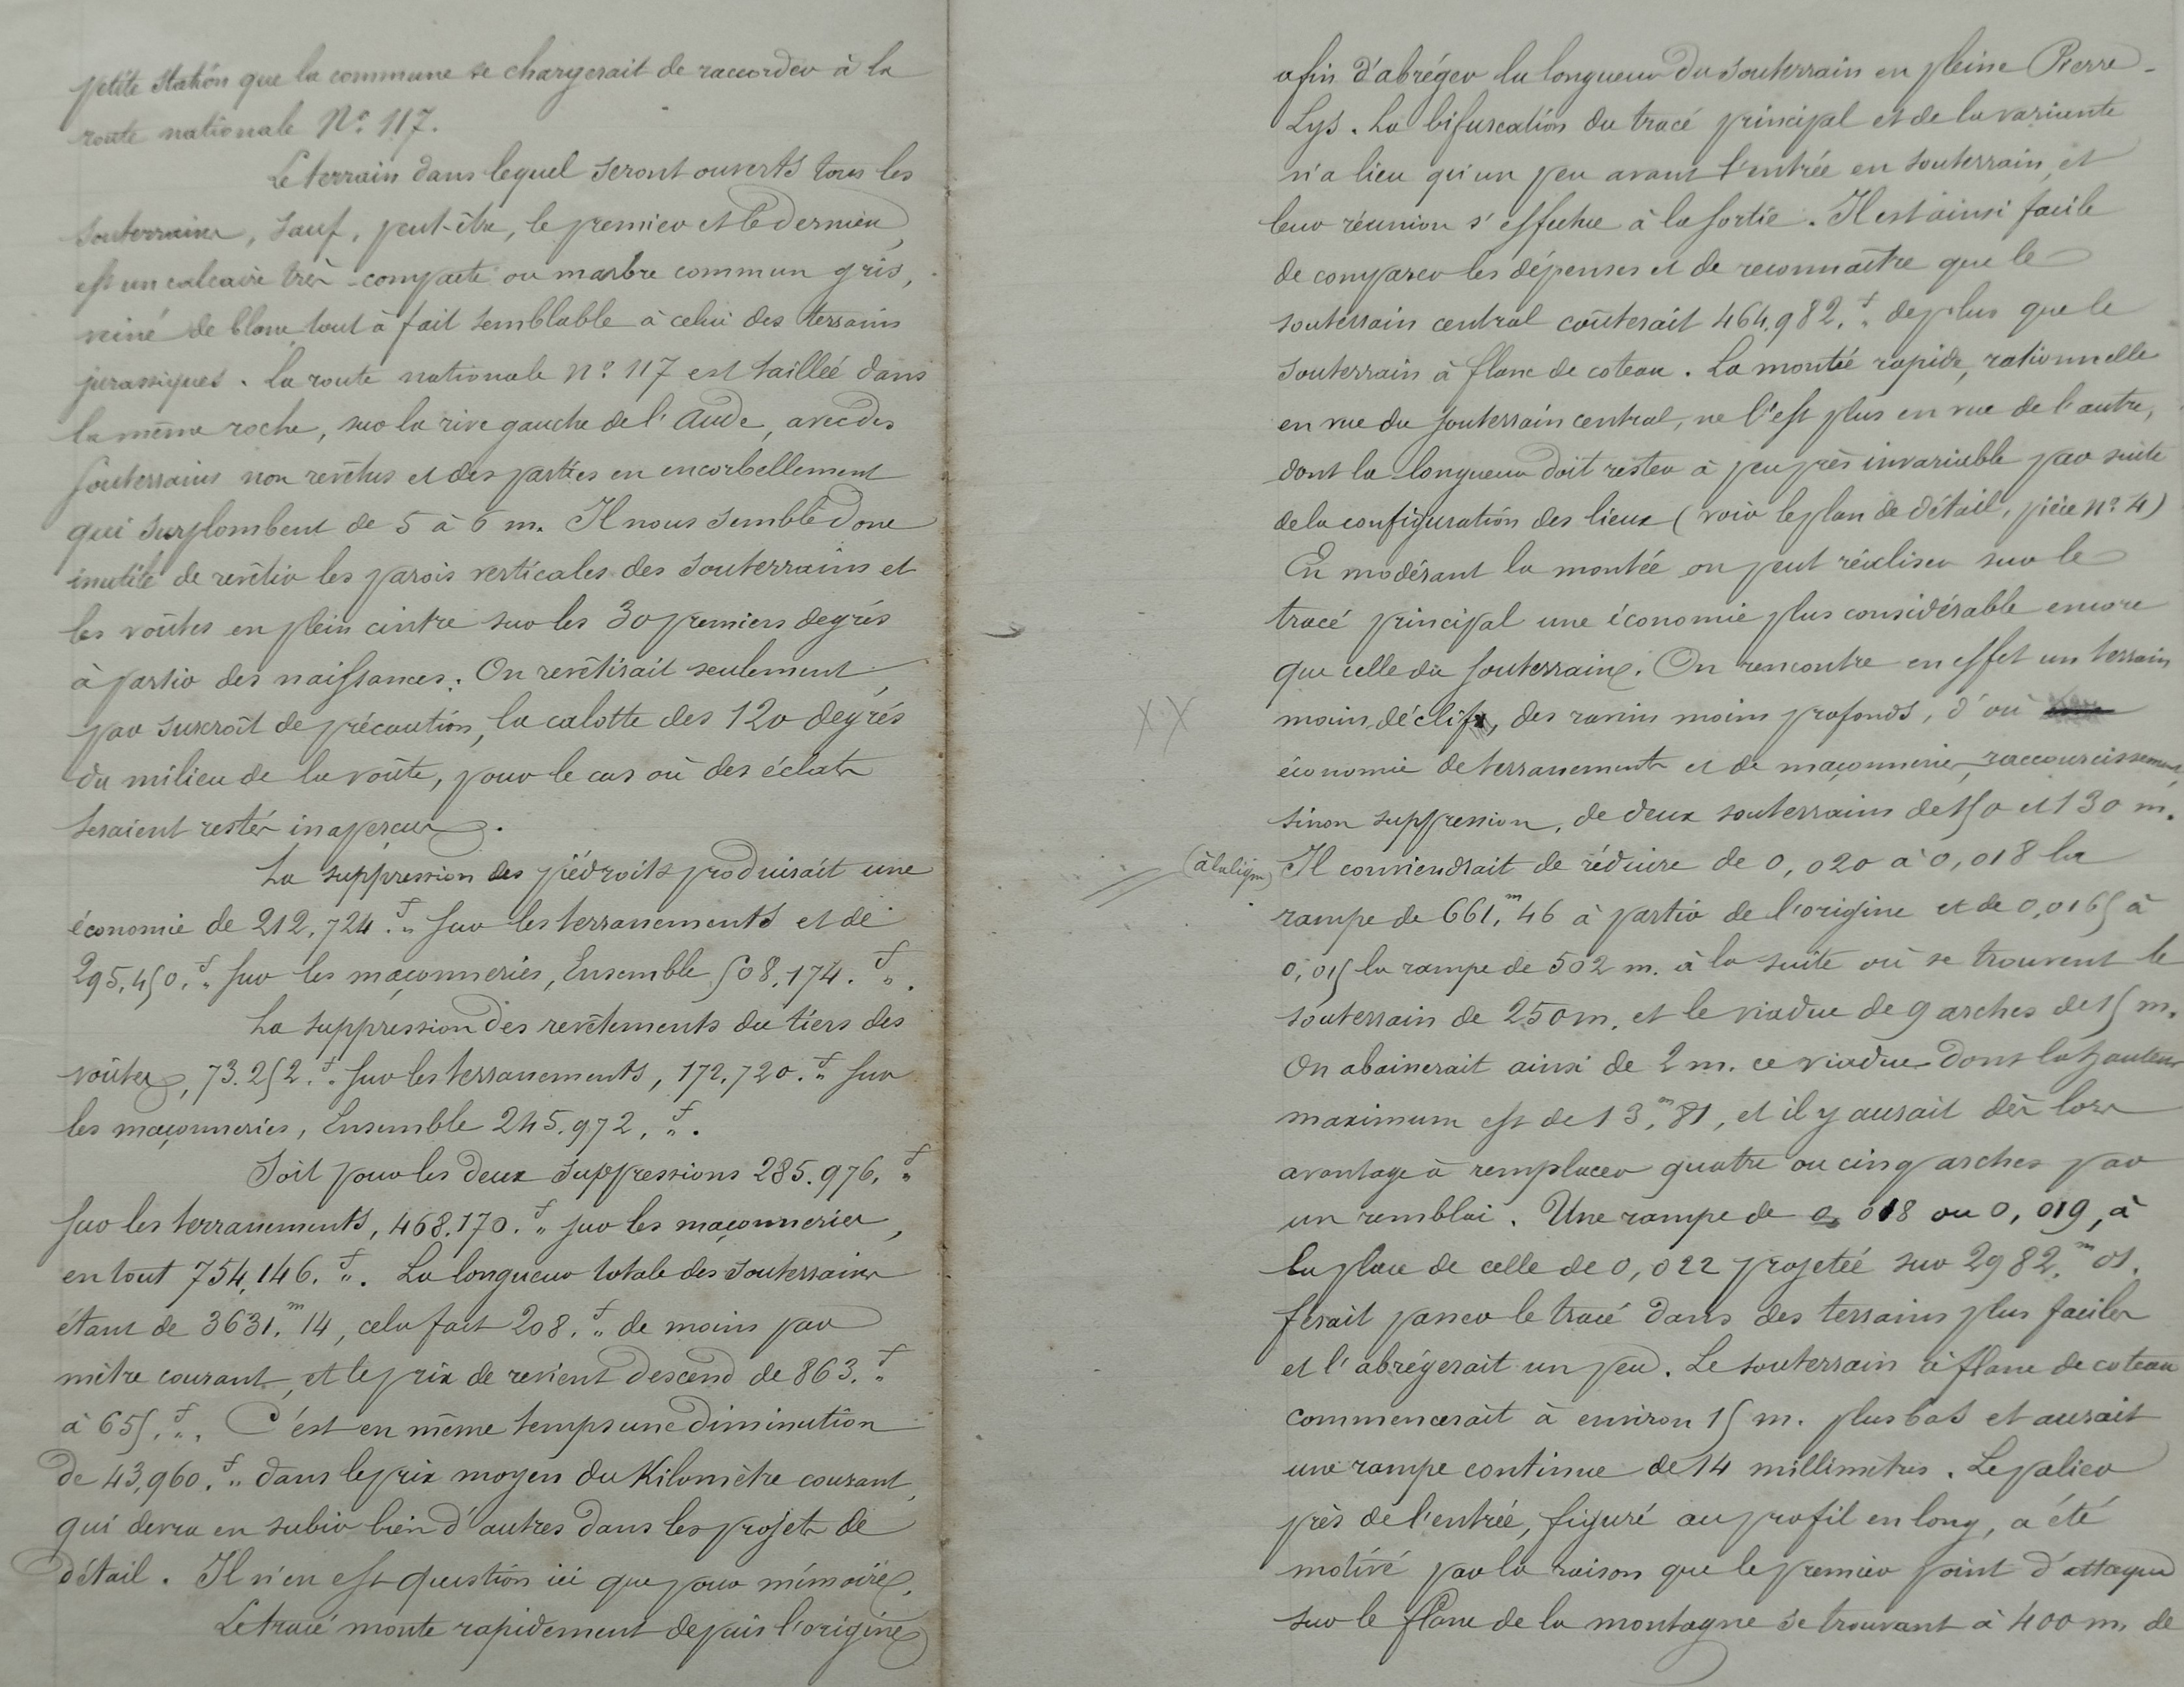 petite station que la commune se chargerait de raccorder à la
route nationale N° 117.
Le terrain dans lequel seront ouverts tous les
souterrains, sauf, peut-être, le premier et le dernier,
est un calcaire très-compacte ou marbre commun gris,
veiné de blanc tout à fait semblable à celui des terrains
jurassiques. La route nationale n° 117 est taillée dans
la même roche, sur la rive gauche de l'Aude, avec des
souterrains non revêtus et des parties en encorbellement
qui surplombent de 5 à 6 m. Il nous semble donc
inutile de revêtir les parois verticales des souterrains et
les voûtes en plein cintre sur les 30 premiers degrés
à partir des naissances. On revêtirait seulement,
par surcroît de précaution, la calotte des 120 degrés
du milieu de la voûte, pour le cas où des éclats
seraient restés inaperçus.
La suppression des piédroits produirait une
économie de 212,724.f" sur les terrassements et de
295.450.f" sur les maçonneries, Ensemble 508.174.f".
La suppression des revêtements du tiers des
voûtes, 73.252.f" sur les terrassements, 172.720.f" sur
les maçonneries, Ensemble 245.972.f".
Soit pour les deux suppressions 285.976.f"
sur les terrassements, 468.170.f" sur les maçonneries,
en tout 754,146.f". La longueur totale des souterrains
étant de 3631.m 14, cela fait 208.f" de moins par
mètre courant, et le prix de revient descend de 863.f"
à 655.f". C'est en même temps une diminution
de 43,960.f" dans le prix moyen du Kilomètre courant,
qui devra en subir bien d'autres dans les projets de
détail. Il n'en est question ici que pour mémoire.
Le tracé monte rapidement depuis l'origine
afin d'abréger la longueur du souterrain en pleine Pierre-
Lys. La bifurcation du tracé principal et de la variante
n'a lieu qu'un peu avant l'entrée en souterrain, et
leur réunion s'effectue à la sortie. Il est ainsi facile
de comparer les dépenses et de reconnaître que le
souterrain central coûterait 464,982.f" de plus que le
souterrain à flanc de coteau. La montée rapide, rationnelle
en vue du souterrain central, ne l'est plus en vue de l'autre,
dont la longueur doit rester à peu près invariable par suite
de la configuration des lieux (voir le plan de détail, pièce n° 4)
En modérant la montée on peut réaliser sur le
tracé principal une économie plus considérable encore
que celle du souterrain. On rencontre en effet un terrain
moins déclif, des ravins moins profonds, d'où
économie de terrassements et de maçonneries, raccourcissement,
sinon suppression, de deux souterrains de 150 et 130 m.
(à la ligne) Il conviendrait de réduire de 0,020 à 0,018 la
rampe de 661,m 46 à partir de l'origine et de 0,0165 à
0,015 la rampe de 502 m. à la suite où se trouvent le
souterrain de 250 m, et le viaduc de 9 arches de 15 m.
On abaisserait ainsi de 2 m. ce viaduc dont la hauteur
maximum est de 13,m 81, et il y aurait dès lors
avantage à remplacer quatre ou cinq arches par
un remblai. Une rampe de 0,018 ou 0,019, à
la place de celle de 0,022 projetée sur 2982.m 01.
ferait passer le tracé dans des terrains plus faciles
et l'abrégerait un peu. Le souterrain à flanc de coteau
commencerait à environ 15 m. plus bas et aurait
une rampe continue de 14 millimètres. Le palier
près de l'entrée, figuré au profil en long, a été
motivé par la raison que le premier point d'attaque
sur le flanc de la montagne se trouvant à 400 m. de